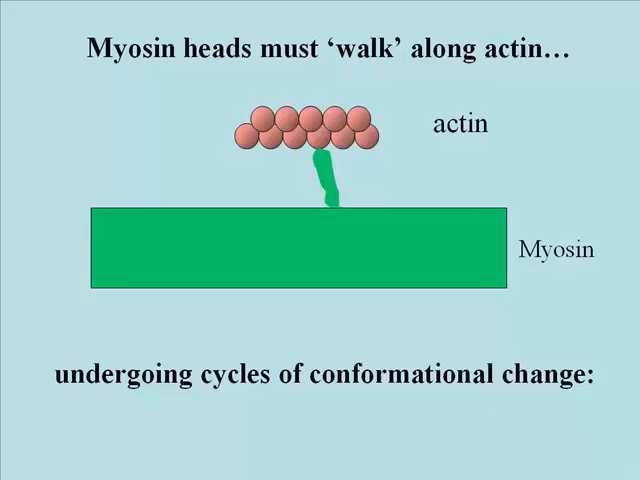 Myosin heads must ‘walk’ along actin…
actin
Myosin
undergoing cycles of conformational change: